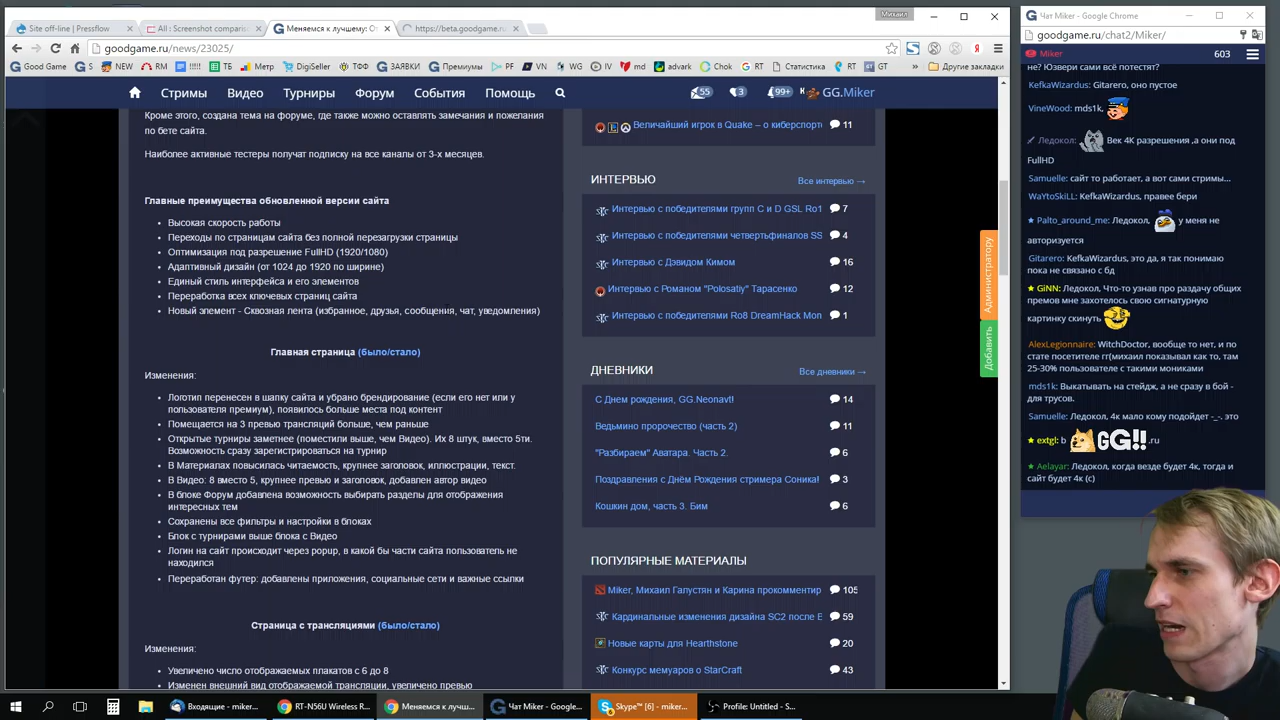 Михаил
Site off-line | Pressflow
All : Screenshot comparis
Меняемся к лучшему: О
https://beta.goodgame.ru
goodgame.ru/news/23025/
Good Game
S
NEW
RM
!!!!!
ТБ
Метр.
DigiSeller
ЗАЯВКИ
Премиумы
PF
VN
WG
IV
md
advark
Chok
RT
Статистика
RT
GT
Другие закладки
Стримы
Видео
Турниры
Форум
События
Помощь
55
3
99+
GG.Miker
Кроме этого, создана тема на форуме, где также можно оставлять замечания и пожелания
по бете сайта.
Наиболее активные тестеры получат подписку на все каналы от 3-х месяцев.
Главные преимущества обновленной версии сайта
Высокая скорость работы
Переходы по страницам сайта без полной перезагрузки страницы
Оптимизация под разрешение FullHD (1920/1080)
Адаптивный дизайн (от 1024 до 1920 по ширине)
Единый стиль интерфейса и его элементов
Переработка всех ключевых страниц сайта
Новый элемент - Сквозная лента (избранное, друзья, сообщения, чат, уведомления)
Главная страница (было/стало)
Изменения:
Логотип перенесен в шапку сайта и убрано брендирование (если его нет или у
пользователя премиум), появилось больше места под контент
Помещается на 3 превью трансляций больше, чем раньше
Открытые турниры заметнее (поместили выше, чем Видео). Их 8 штук, вместо 5ти.
Возможность сразу зарегистрироваться на турнир
В Материалах повысилась читаемость, крупнее заголовок, иллюстрации, текст.
В Видео: 8 вместо 5, крупнее превью и заголовок, добавлен автор видео
В блоке Форум добавлена возможность выбирать разделы для отображения
интересных тем
Сохранены все фильтры и настройки в блоках
Блок с турнирами выше блока с Видео
Логин на сайт происходит через popup, в какой бы части сайта пользователь не
находился
Переработан футер: добавлены приложения, социальные сети и важные ссылки
Страница с трансляциями (было/стало)
Изменения:
Увеличено число отображаемых плакатов с 6 до 8
Изменен внешний вид отображаемой трансляции, увеличено превью
Величайший игрок в Quake – о киберспорте 11
ИНТЕРВЬЮ
Все интервью →
Интервью с победителями групп C и D GSL Ro1 7
Интервью с победителями четвертьфиналов SS 4
Интервью с Дэвидом Кимом 16
Интервью с Романом "Polosatiy" Тарасенко 12
Интервью с победителями Ro8 DreamHack Mon 1
ДНЕВНИКИ
Все дневники →
С Днем рождения, GG.Neonavt! 14
Ведьмино пророчество (часть 2) 11
"Разбираем" Аватара. Часть 2. 6
Поздравления с Днём Рождения стримера Соника! 3
Кошкин дом, часть 3. Бим 6
ПОПУЛЯРНЫЕ МАТЕРИАЛЫ
Miker, Михаил Галустян и Карина прокомментир 105
Кардинальные изменения дизайна SC2 после B 59
Новые карты для Hearthstone 20
Конкурс мемуаров о StarCraft 43
Администратору
Добавить
Чат Miker - Google Chrome
goodgame.ru/chat2/Miker/
Miker
603
не? Юзвери сами всё потестят?
KefkaWizardus: Gitarero, оно пустое
VineWood: mds1k,
Ледокол: Век 4К разрешения ,а они под
FullHD
Samuelle: сайт то работает, а вот сами стримы...
WaYtoSkiLL: KefkaWizardus, правее бери
Palto_around_me: Ледокол, у меня не
авторизуется
Gitarero: KefkaWizardus, это да, я так понимаю
пока не связано с бд
GiNN: Ледокол, Что-то узнав про раздачу общих
премов мне захотелось свою сигнатурную
картинку скинуть
AlexLegionnaire: WitchDoctor, вообще то нет, и по
стате посетителе гг(михаил показывал как то, там
25-30% пользователе с такими мониками
mds1k: Выкатывать на стейдж, а не сразу в бой -
для трусов.
Samuelle: Ледокол, 4к мало кому подойдет -_-. это
extgl: b GG!!.ru
Aelayar: Ледокол, когда везде будет 4к, тогда и
сайт будет 4к (с)
Входящие - miker...
RT-N56U Wireless R...
Меняемся к лучш...
Чат Miker - Google...
Skype™ [6] - miker...
Profile: Untitled - S...